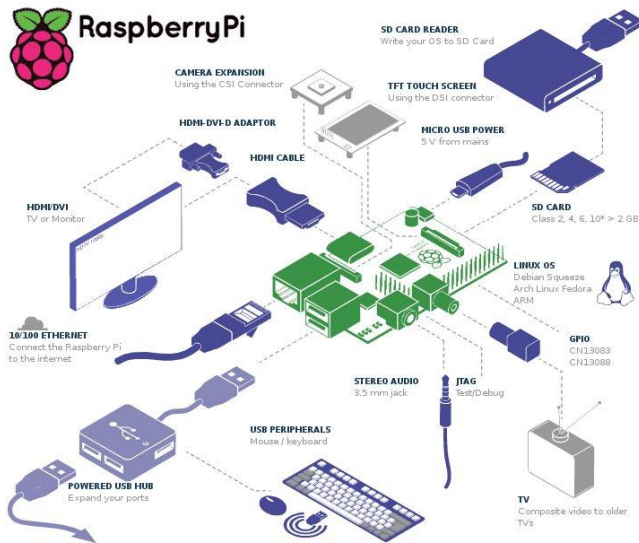 RaspberryPi
SD CARD READER
Write your OS to SD Card
CAMERA EXPANSION
Using the CSI Connector
TFT TOUCH SCREEN
Using the DSI connector
HDMI-DVI-D ADAPTOR
MICRO USB POWER
5 V from mains
HDMI CABLE
HDMI/DVI
TV or Monitor
SD CARD
Class 2, 4, 6, 10* > 2 GB
LINUX OS
Debian Squeeze
Arch Linux Fedora
ARM
10/100 ETHERNET
Connect the Raspberry Pi
to the internet
GPIO
CN13083
CN13088
STEREO AUDIO
3.5 mm jack
JTAG
Test/Debug
USB PERIPHERALS
Mouse / keyboard
POWERED USB HUB
Expand your ports
TV
Composite video to older
TVs